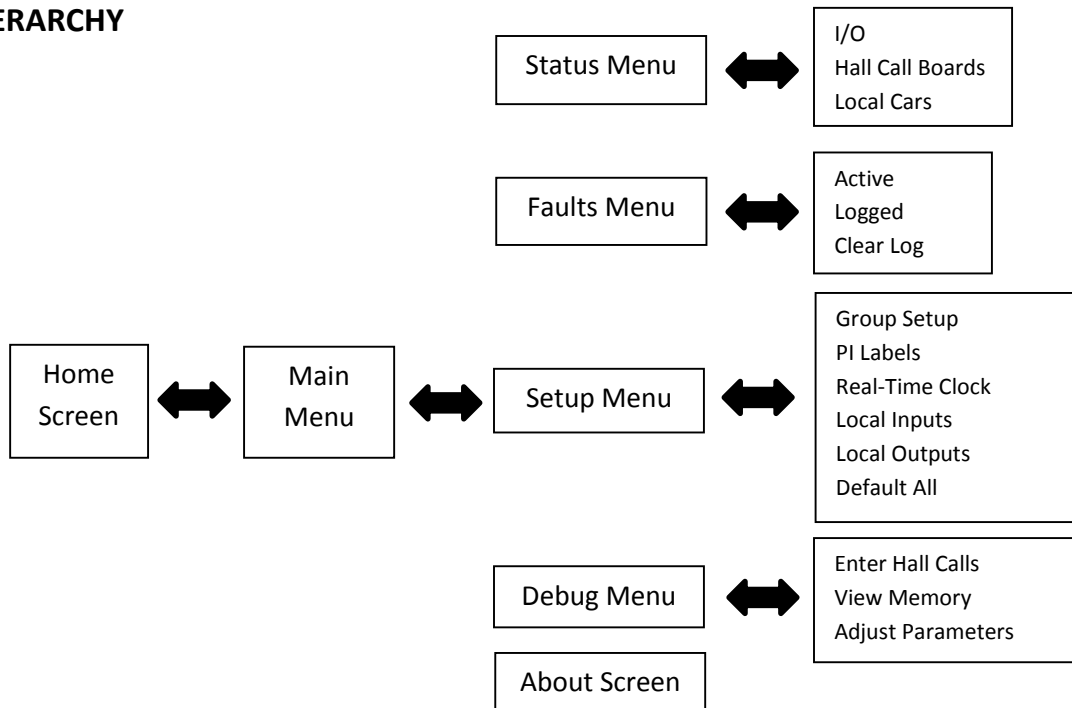 ERARCHY
Status Menu
I/O
Hall Call Boards
Local Cars
Faults Menu
Active
Logged
Clear Log
Home
Screen
Main
Menu
Setup Menu
Group Setup
PI Labels
Real-Time Clock
Local Inputs
Local Outputs
Default All
Debug Menu
Enter Hall Calls
View Memory
Adjust Parameters
About Screen